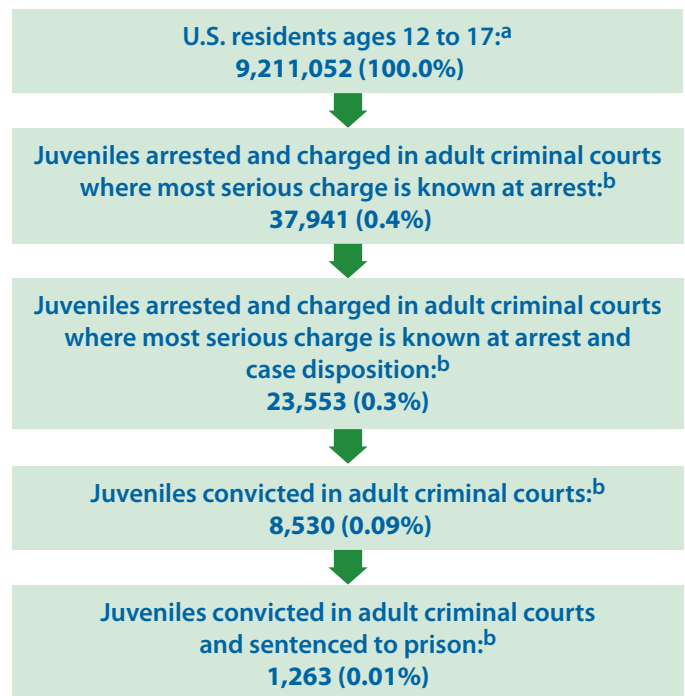 U.S. residents ages 12 to 17:a
9,211,052 (100.0%)
Juveniles arrested and charged in adult criminal courts
where most serious charge is known at arrest:b
37,941 (0.4%)
Juveniles arrested and charged in adult criminal courts
where most serious charge is known at arrest and
case disposition:b
23,553 (0.3%)
Juveniles convicted in adult criminal courts:b
8,530 (0.09%)
Juveniles convicted in adult criminal courts
and sentenced to prison:b
1,263 (0.01%)